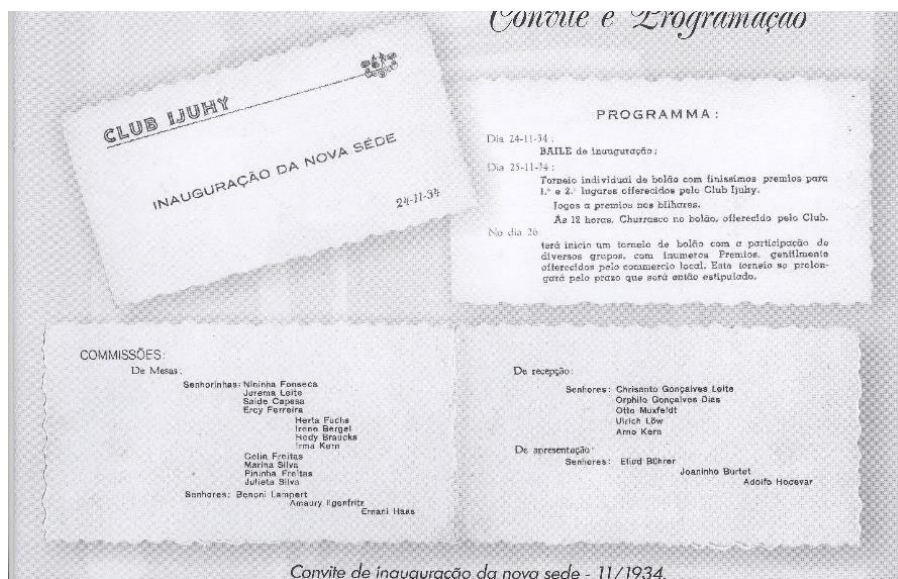 Convite e Programação
CLUB IJUHY
INAUGURAÇÃO DA NOVA SÉDE
24-11-34
PROGRAMMA:
Dia 24-11-34:
BAILE de inauguração;
Dia 25-11-34:
Torneio individual de bolão com finissimos premios para
1.º e 2.º lugares offerecidos pelo Club Ijuhy.
Jogos a premios nos bilhares.
As 12 horas. Churrasco no bolão, offerecido pelo Club.
No dia 26
terá inicio um torneio de bolão com a participação de
diversos grupos, com inumeros Premios, gentilmente
offerecidos pelo commercio local. Este torneio se prolon-
gará pelo prazo que será então estipulado.
COMMISSÕES:
De Mesas:
Senhorinhas: Nininha Fonseca
Jurema Leite
Saide Capssa
Ercy Ferreira
Herta Fuchs
Irene Bergel
Hedy Braucks
Irma Kern
Celia Freitas
Marina Silva
Pininha Freitas
Julieta Silva
Senhores: Benoni Lampert
Amaury Ilgenfritz
Ernani Haas
De recepção:
Senhores: Chrisanto Gonçalves Leite
Orphilo Gonçalves Dias
Otto Muxfeldt
Ulrich Löw
Arno Kern
De apresentação:
Senhores: Eliud Bührer
Joaninho Burtet
Adolfo Hocevar
Convite de inauguração da nova sede - 11/1934.